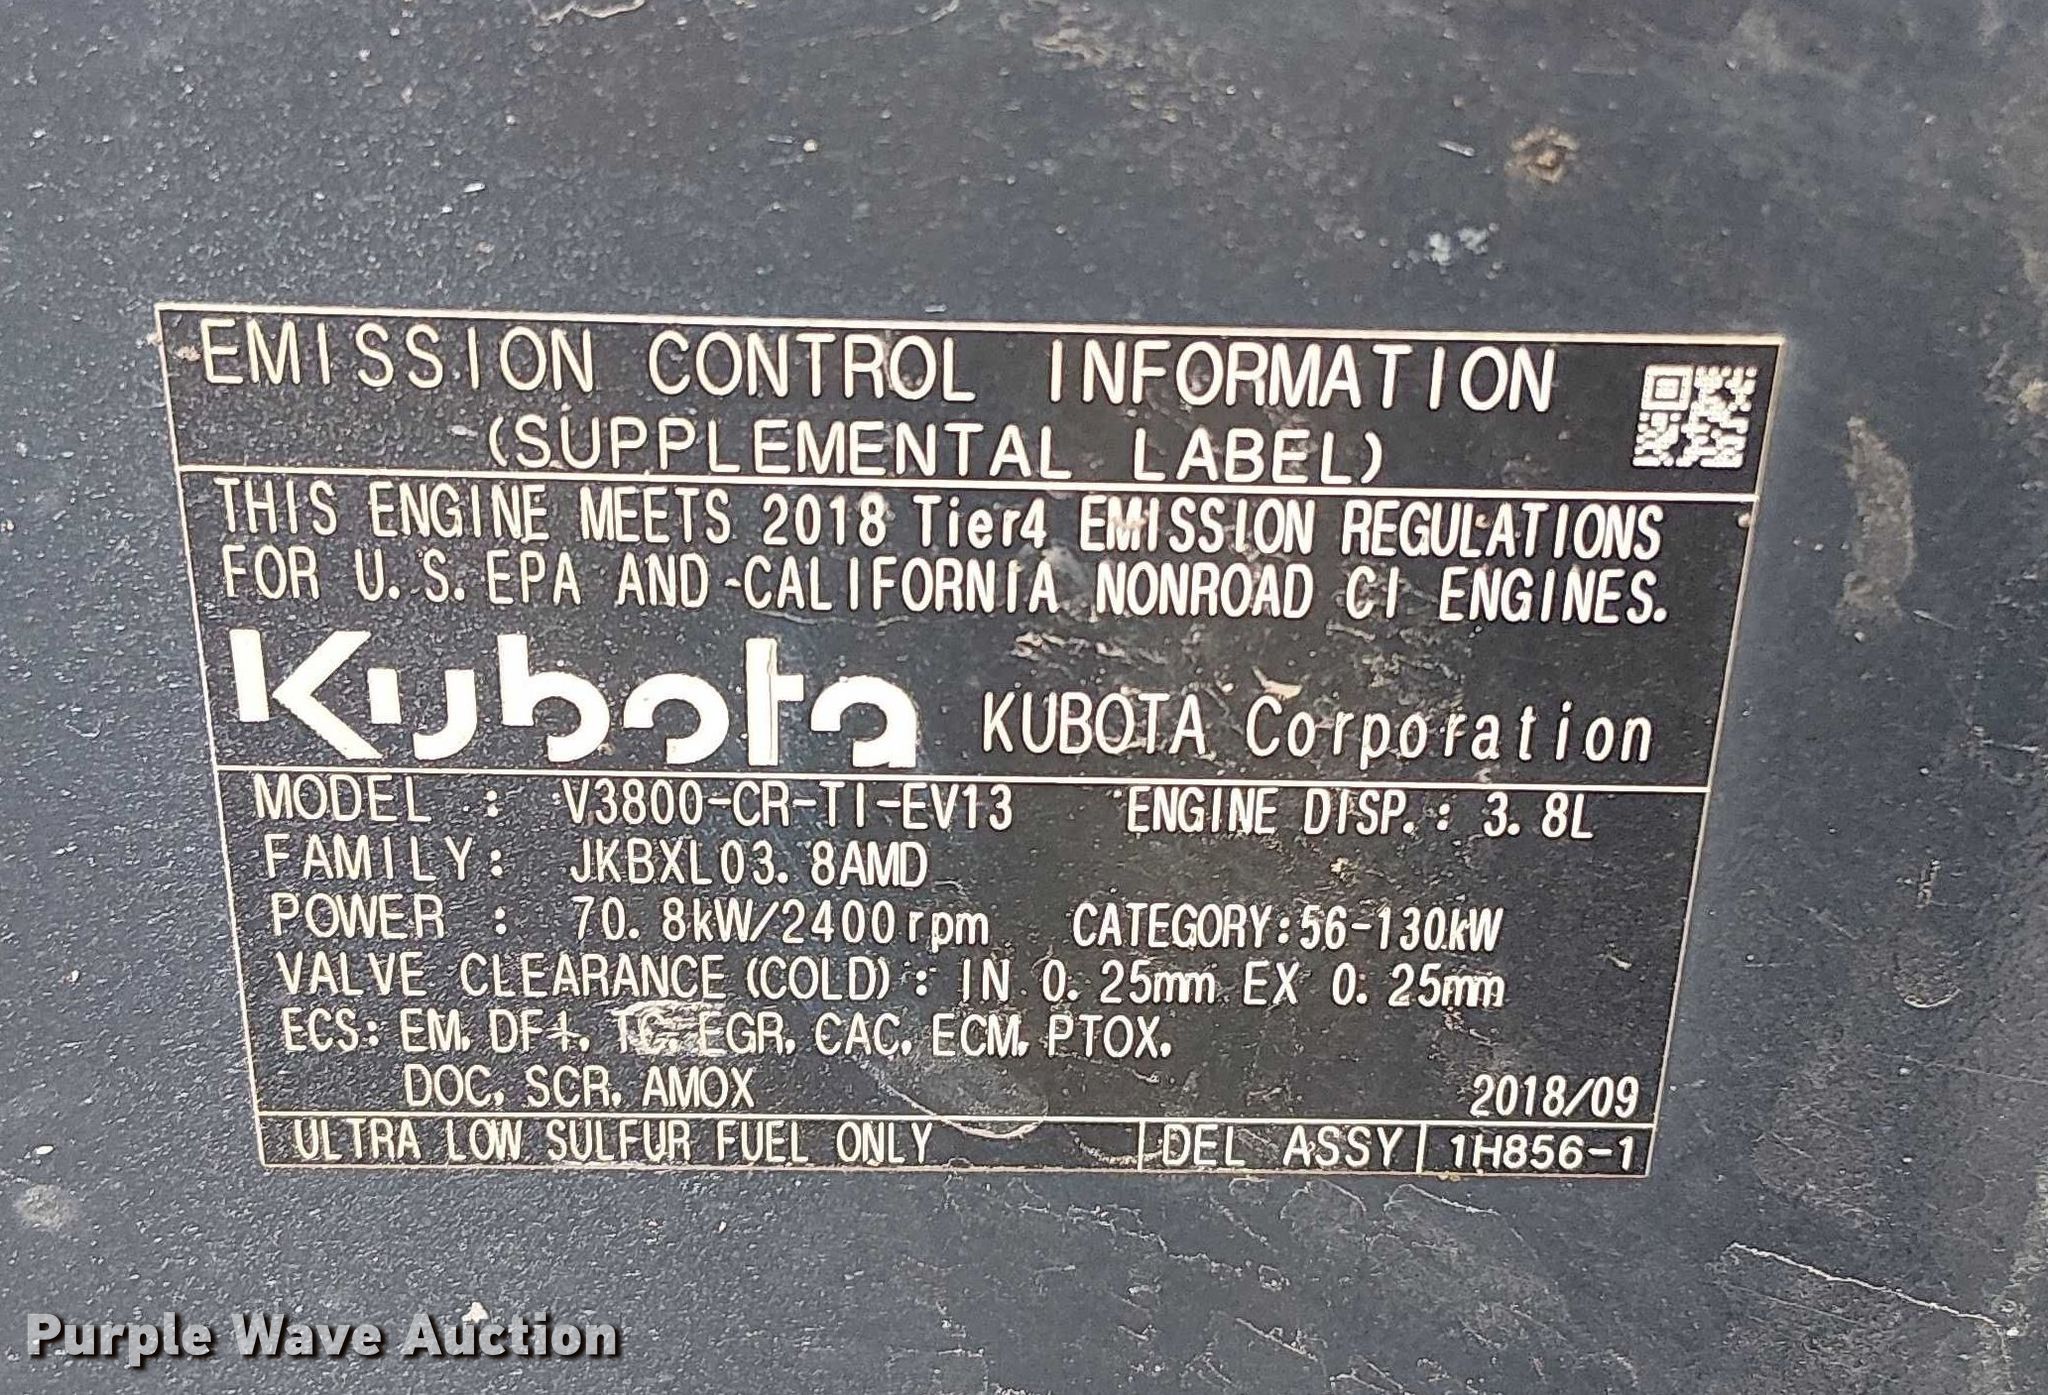 EMISSION CONTROL INFORMATION
(SUPPLEMENTAL LABEL)
THIS ENGINE MEETS 2018 Tier4 EMISSION REGULATIONS
FOR U.S. EPA AND CALIFORNIA NONROAD CI ENGINES.
Kubota KUBOTA Corporation
MODEL : V3800-CR-TI-EV13 ENGINE DISP.: 3.8L
FAMILY: JKBXL03.8AMD
POWER : 70.8kW/2400rpm CATEGORY:56-130kW
VALVE CLEARANCE(COLD): IN 0.25mm EX 0.25mm
ECS: EM, DFI, TC, EGR, CAC, ECM, PTOX,
DOC, SCR, AMOX 2018/09
ULTRA LOW SULFUR FUEL ONLY DEL ASSY 1H856-1
Purple Wave Auction